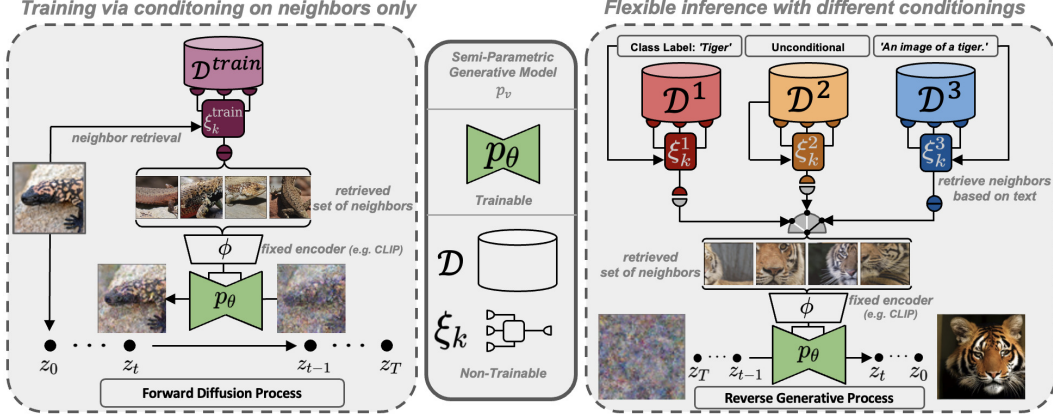 Training via conditoning on neighbors only
𝒟^train
ξ_k^train
neighbor retrieval
retrieved
set of neighbors
ϕ
fixed encoder (e.g. CLIP)
p_θ
z_0 · · · z_t z_{t−1} · · · z_T
Forward Diffusion Process
Semi-Parametric
Generative Model
p_v
p_θ
Trainable
𝒟
ξ_k
Non-Trainable
Flexible inference with different conditionings
Class Label: 'Tiger'
Unconditional
'An image of a tiger.'
𝒟^1
𝒟^2
𝒟^3
ξ_k^1
ξ_k^2
ξ_k^3
retrieve neighbors
based on text
retrieved
set of neighbors
ϕ
fixed encoder
(e.g. CLIP)
p_θ
z_T · · · z_{t−1} z_t · · · z_0
Reverse Generative Process